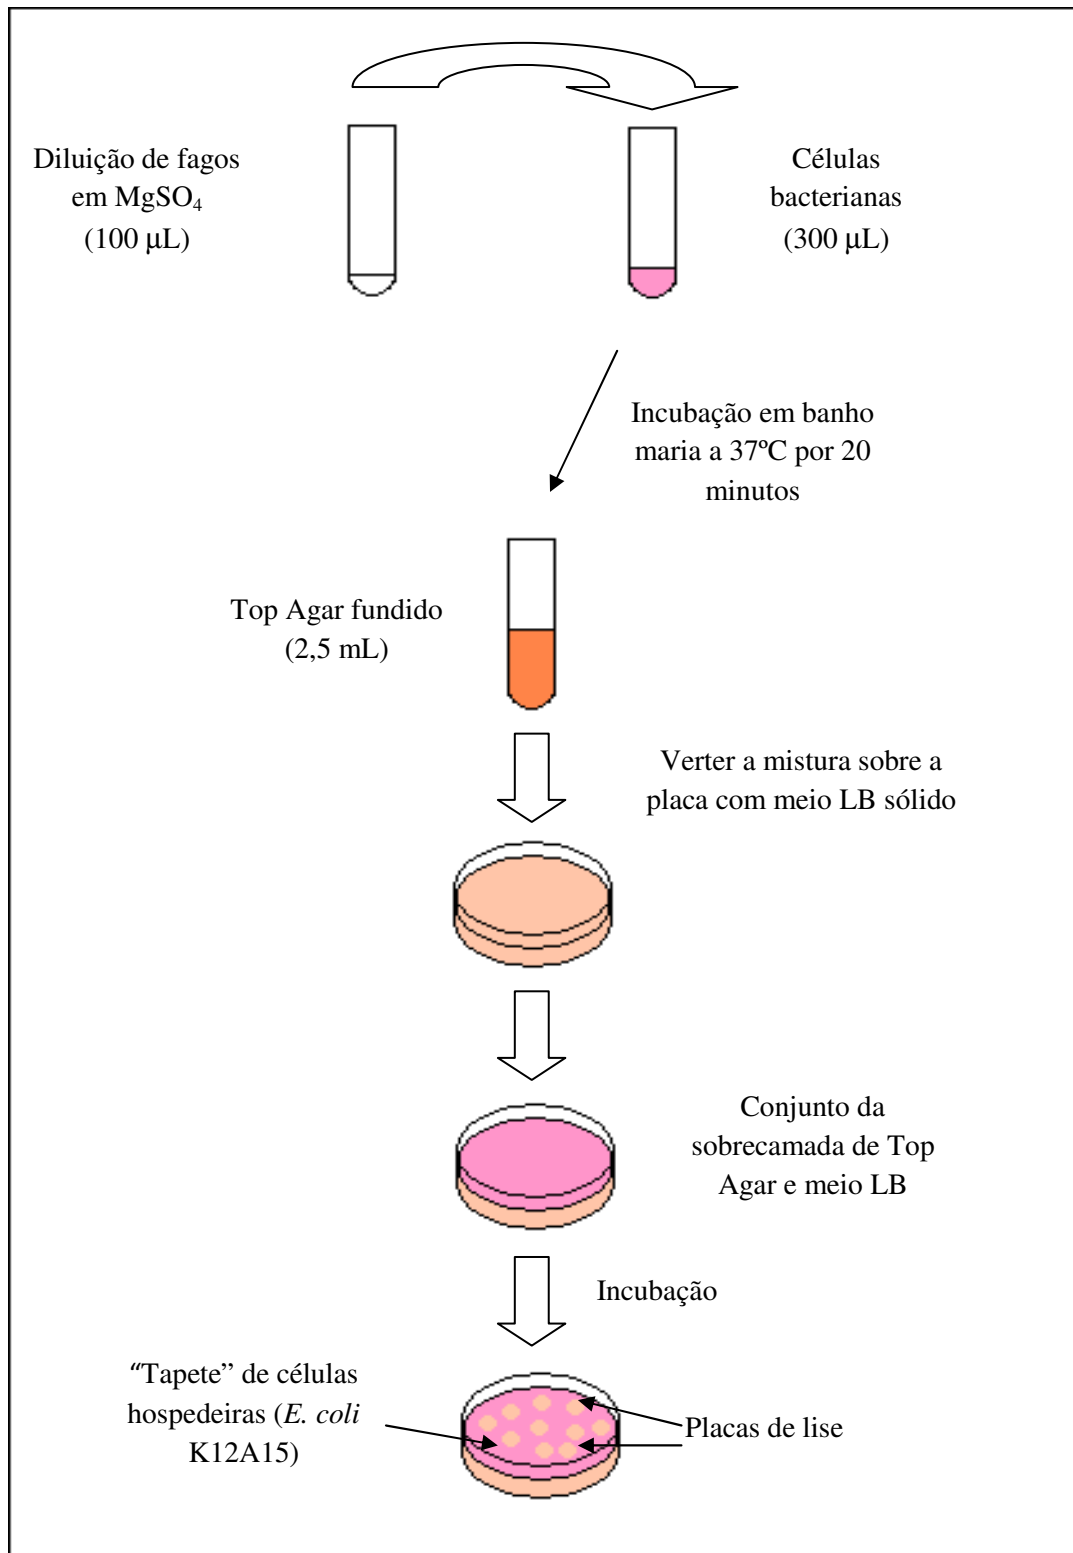 Diluição de fagos
em MgSO₄
(100 µL)
Células
bacterianas
(300 µL)
Incubação em banho
maria a 37ºC por 20
minutos
Top Agar fundido
(2,5 mL)
Verter a mistura sobre a
placa com meio LB sólido
Conjunto da
sobrecamada de Top
Agar e meio LB
Incubação
“Tapete” de células
hospedeiras (E. coli
K12A15)
Placas de lise